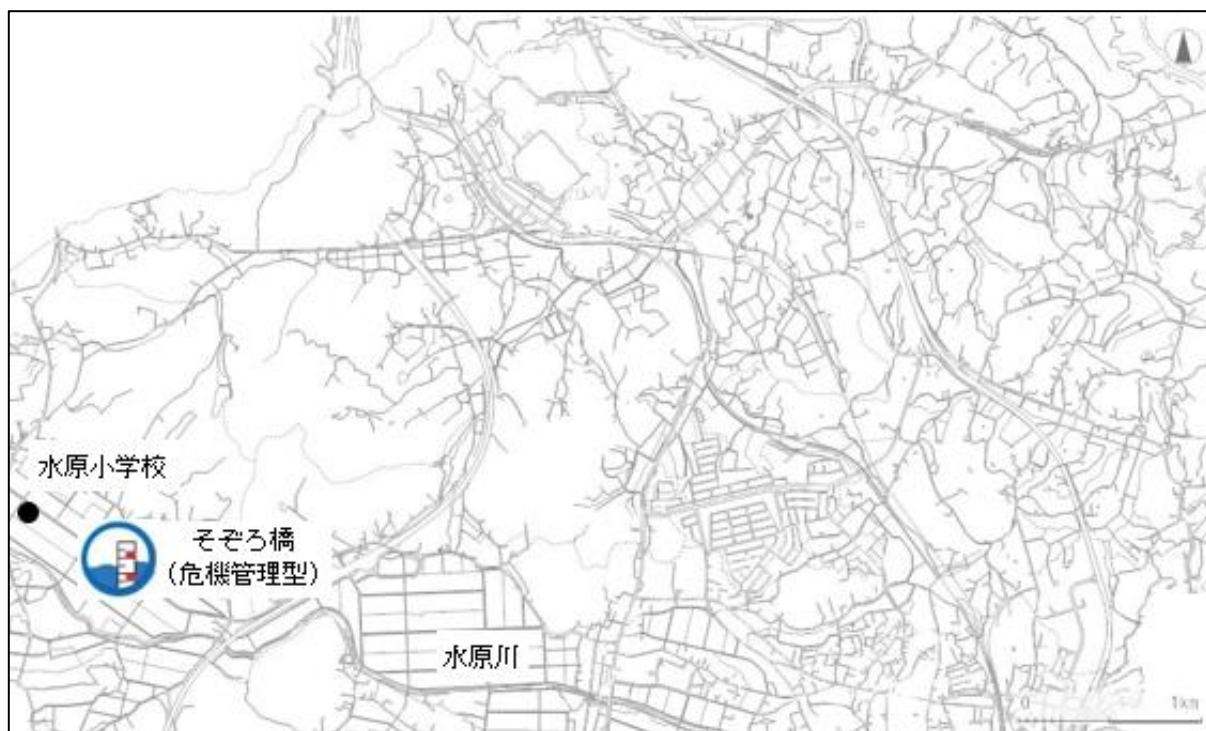 水原小学校
そぞろ橋
（危機管理型）
水原川
0 1km